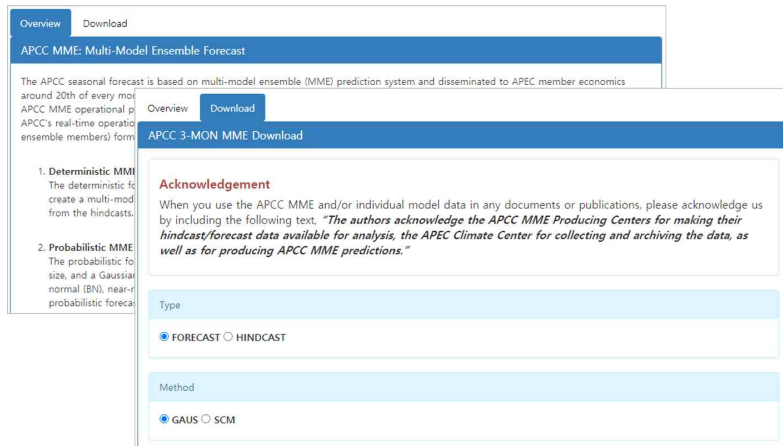 Overview Download
APCC MME: Multi-Model Ensemble Forecast
The APCC seasonal forecast is based on multi-model ensemble (MME) prediction system and disseminated to APEC member economics
around 20th of every mo
APCC MME operational p
APCC's real-time operatio
ensemble members) form
1. Deterministic MME
The deterministic fo
create a multi-mod
from the hindcasts.
2. Probabilistic MME
The probabilistic fo
size, and a Gaussian
normal (BN), near-n
probabilistic forecas
Overview Download
APCC 3-MON MME Download
Acknowledgement
When you use the APCC MME and/or individual model data in any documents or publications, please acknowledge us
by including the following text, "The authors acknowledge the APCC MME Producing Centers for making their
hindcast/forecast data available for analysis, the APEC Climate Center for collecting and archiving the data, as
well as for producing APCC MME predictions."
Type
FORECAST HINDCAST
Method
GAUS SCM